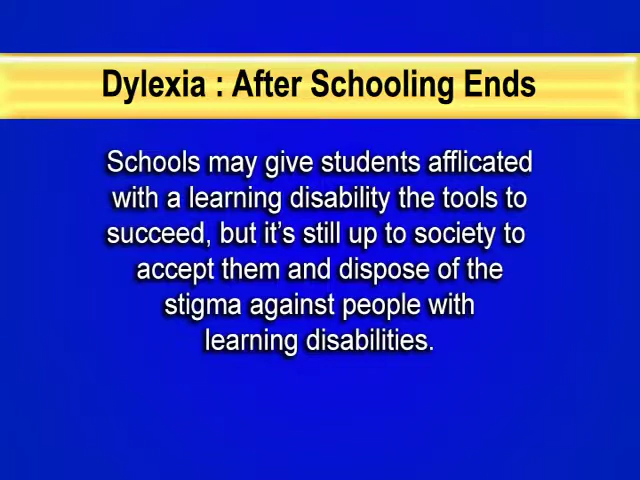 Dylexia : After Schooling Ends
Schools may give students afflicated
with a learning disability the tools to
succeed, but it's still up to society to
accept them and dispose of the
stigma against people with
learning disabilities.